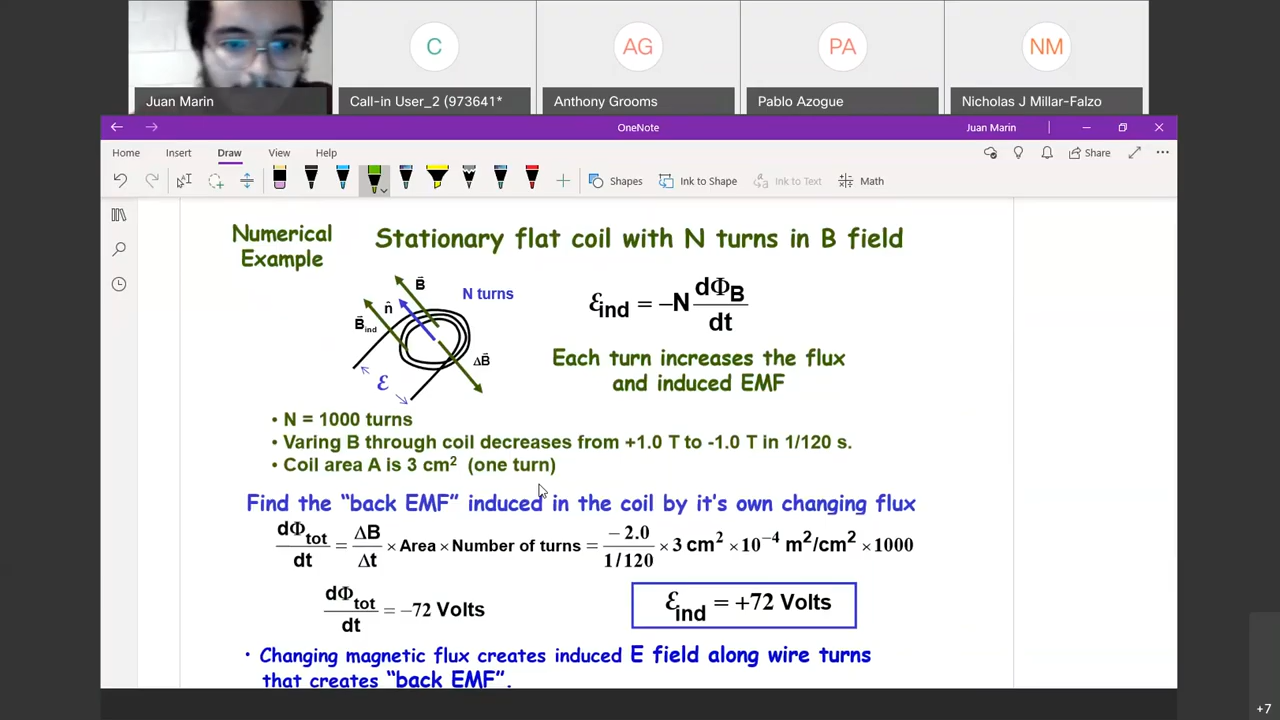 C
AG
PA
NM
Juan Marin
Call-in User_2 (973641*
Anthony Grooms
Pablo Azogue
Nicholas J Millar-Falzo
OneNote
Juan Marin
Home
Insert
Draw
View
Help
Share
Shapes
Ink to Shape
Ink to Text
Math
Numerical
Example
Stationary flat coil with N turns in B field
B⃗
n̂
B⃗ind
N turns
ΔB⃗
ℰ
ℰind = −N dΦB/dt
Each turn increases the flux
and induced EMF
• N = 1000 turns
• Varing B through coil decreases from +1.0 T to -1.0 T in 1/120 s.
• Coil area A is 3 cm² (one turn)
Find the “back EMF” induced in the coil by it’s own changing flux
dΦtot/dt = ΔB/Δt × Area × Number of turns = −2.0/(1/120) × 3 cm² × 10⁻⁴ m²/cm² × 1000
dΦtot/dt = −72 Volts
ℰind = +72 Volts
• Changing magnetic flux creates induced E field along wire turns
that creates “back EMF”.
+7